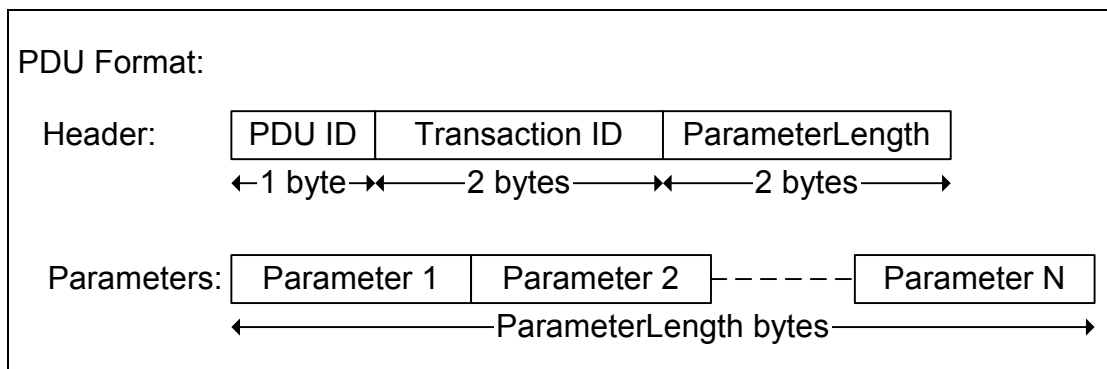 PDU Format:
Header: PDU ID Transaction ID ParameterLength
1 byte 2 bytes 2 bytes
Parameters: Parameter 1 Parameter 2 Parameter N
ParameterLength bytes